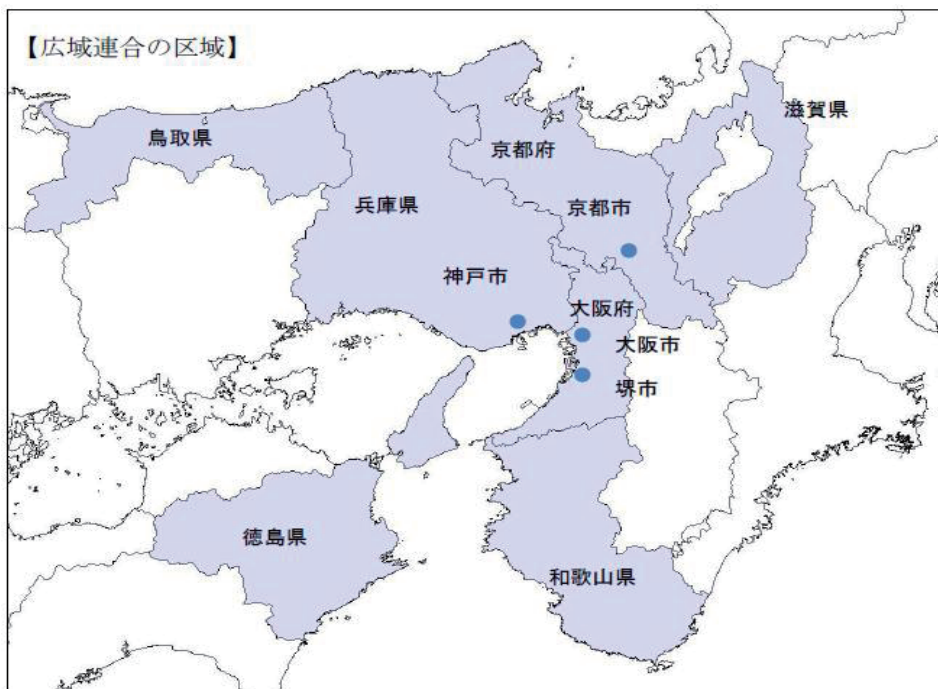 【広域連合の区域】
滋賀県
鳥取県
京都府
兵庫県
京都市
神戸市
大阪府
大阪市
堺市
徳島県
和歌山県